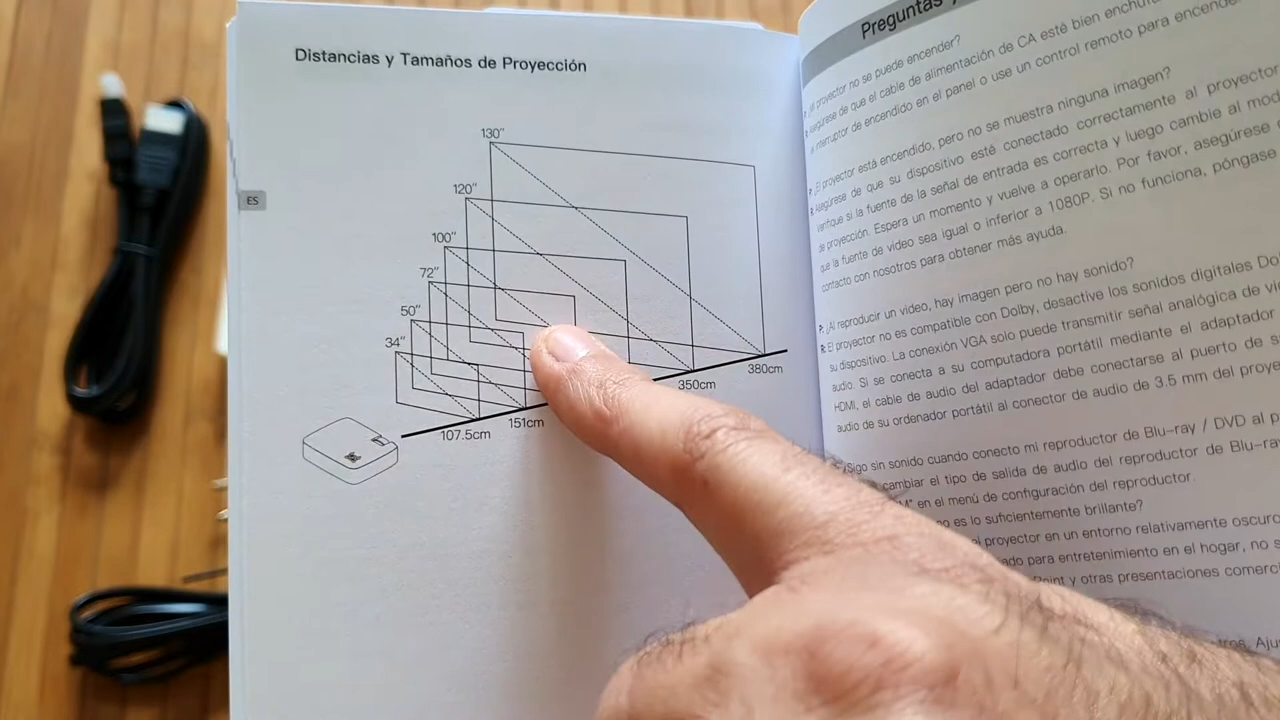 Distancias y Tamaños de Proyección
130"
120"
100"
72"
50"
34"
ES
107.5cm
151cm
350cm
380cm
Preguntas
proyector no se puede encender?
Asegúrese de que el cable de alimentación de CA esté bien
interruptor de encendido en el panel o use un control remoto para
proyector está encendido, pero no se muestra ninguna imagen?
Asegúrese de que su dispositivo esté conectado correctamente al proyector
verifique si la fuente de la señal de entrada es correcta y luego cambie al
de proyección. Espera un momento y vuelve a operarlo. Por favor, asegúrese
que la fuente de video sea igual o inferior a 1080P. Si no funciona, póngase
contacto con nosotros para obtener más ayuda.
P: ¡Al reproducir un video, hay imagen pero no hay sonido?
R: El proyector no es compatible con Dolby, desactive los sonidos digitales
su dispositivo. La conexión VGA solo puede transmitir señal analógica de
audio. Si se conecta a su computadora portátil mediante el adaptador
HDMI, el cable de audio del adaptador debe conectarse al puerto de
audio de su ordenador portátil al conector de audio de 3.5 mm del
¿Sigo sin sonido cuando conecto mi reproductor de Blu-ray / DVD al
cambiar el tipo de salida de audio del reproductor de
en el menú de configuración del reproductor.
no es lo suficientemente brillante?
el proyector en un entorno relativamente oscuro
para entretenimiento en el hogar, no
y otras presentaciones